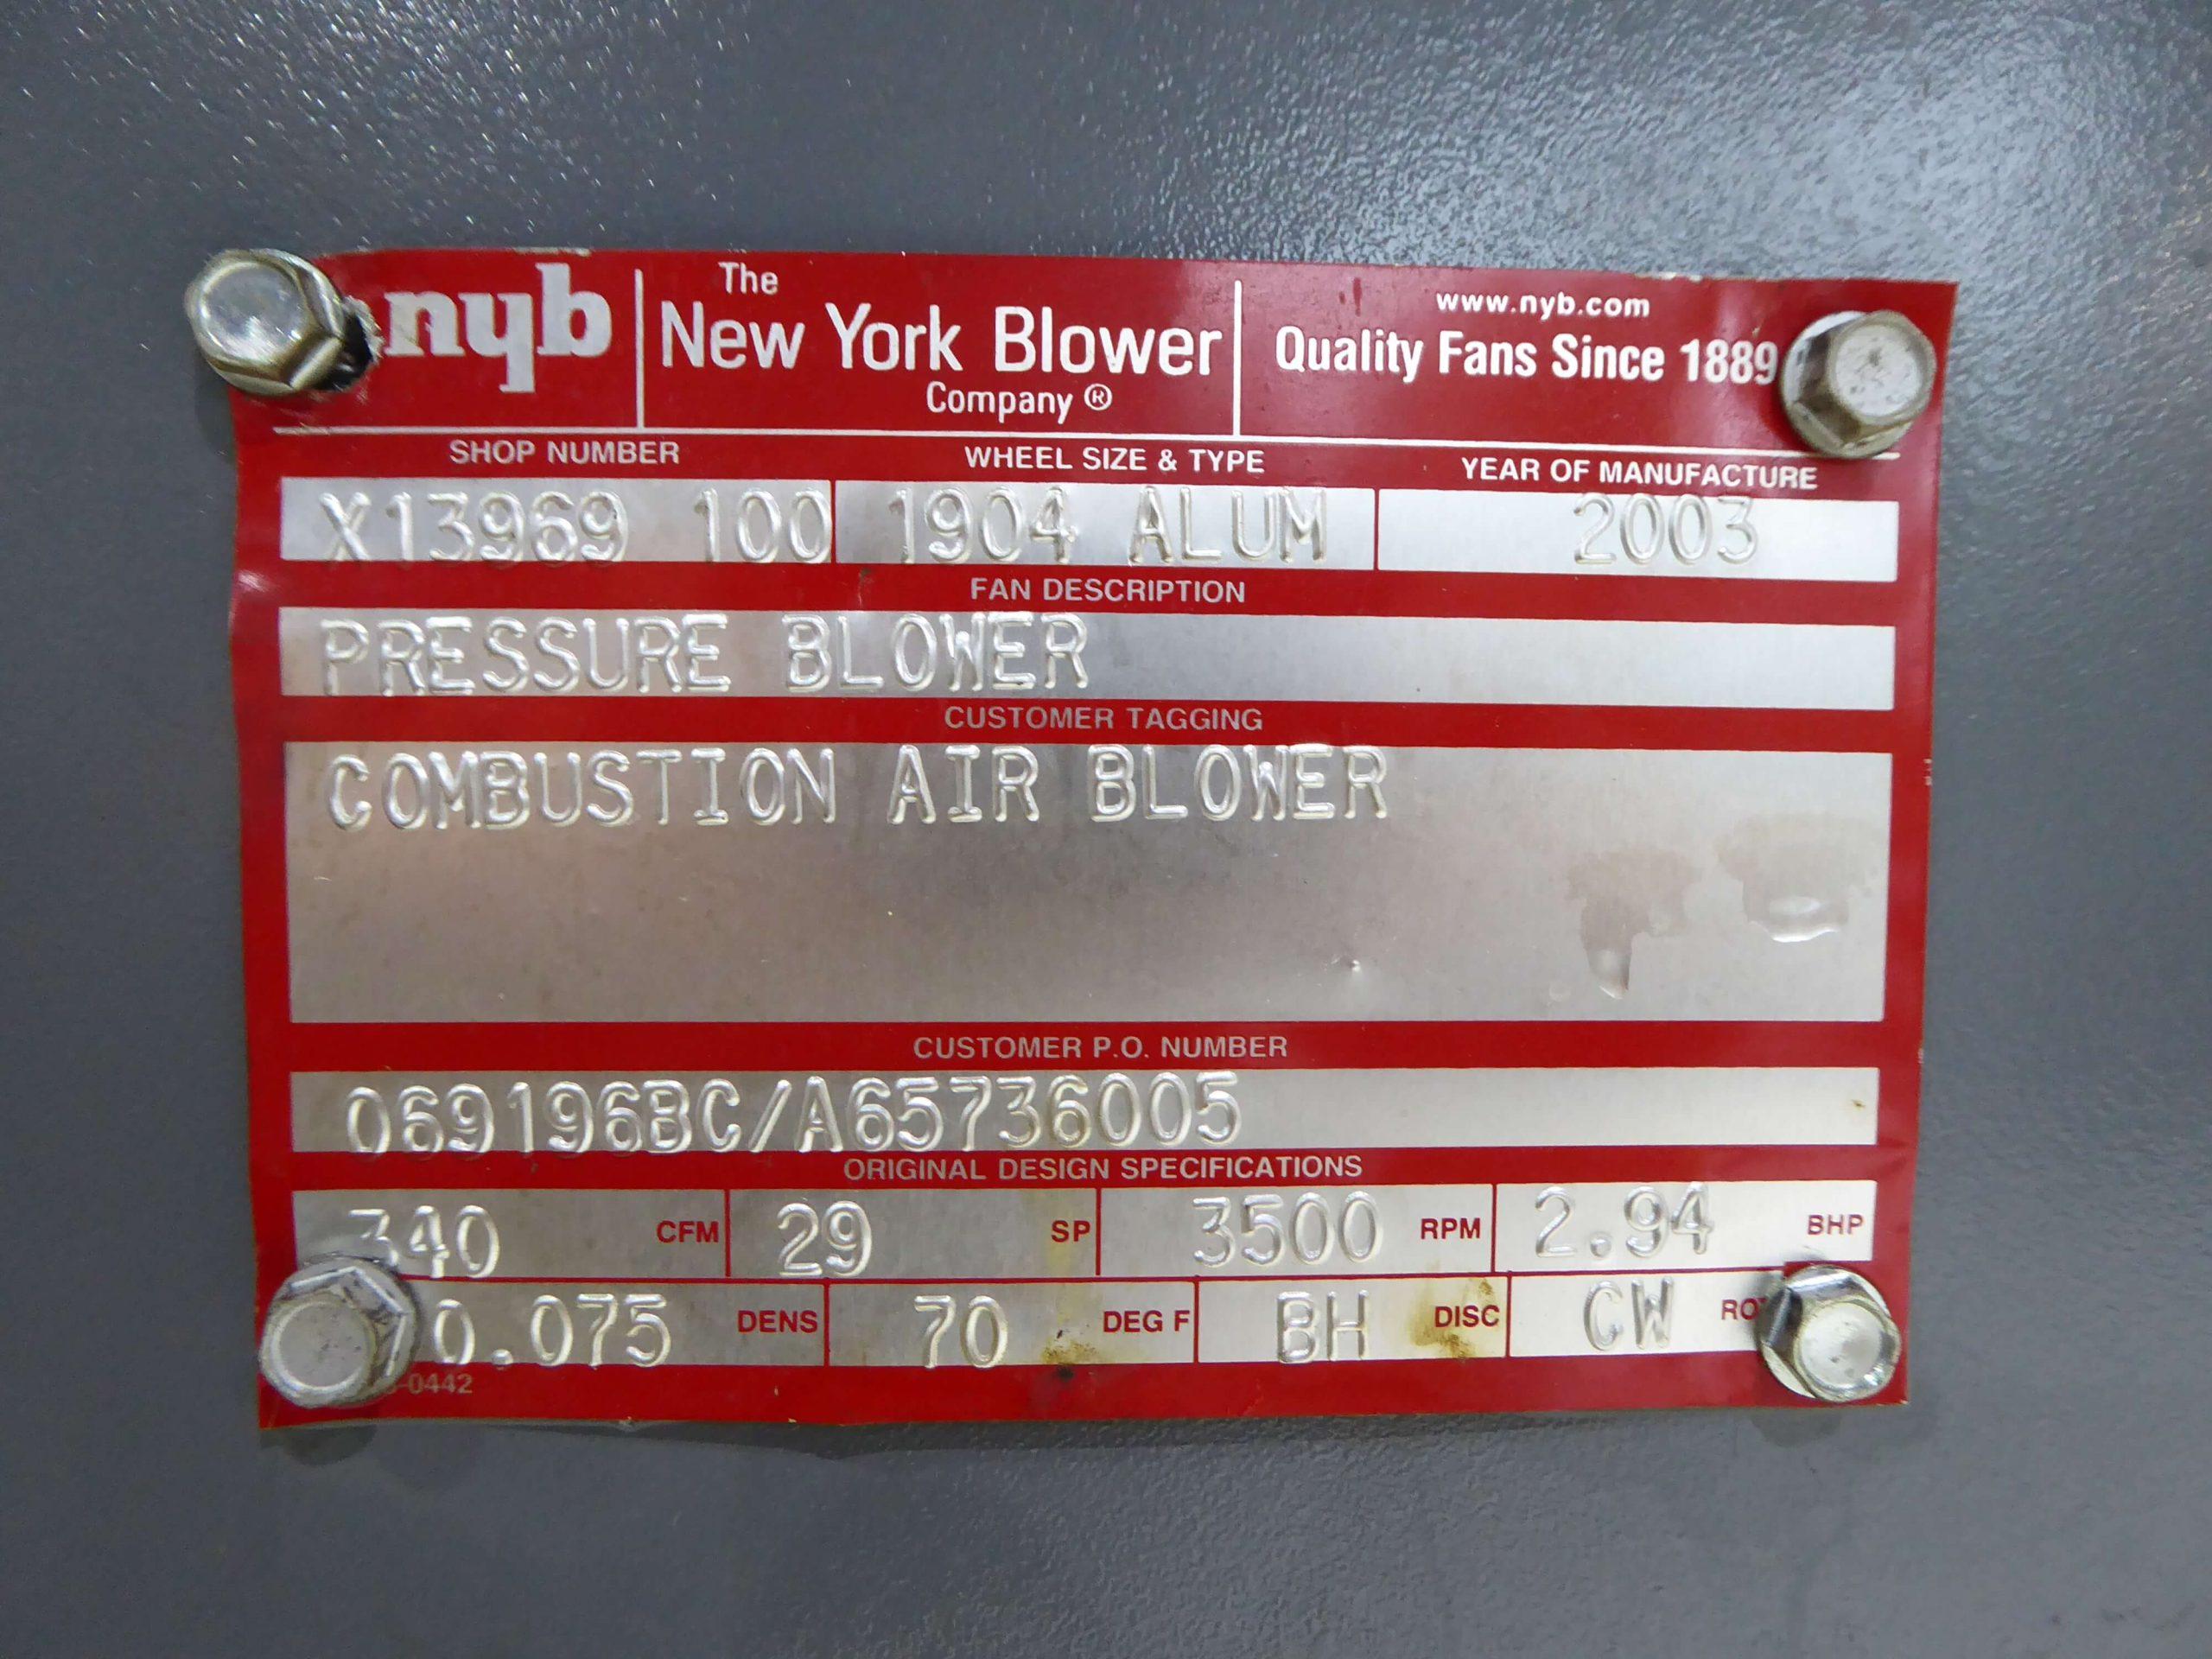 nyb
The
New York Blower
Company ®
www.nyb.com
Quality Fans Since 1889
SHOP NUMBER WHEEL SIZE & TYPE YEAR OF MANUFACTURE
X13969 100 1904 ALUM 2003
FAN DESCRIPTION
PRESSURE BLOWER
CUSTOMER TAGGING
COMBUSTION AIR BLOWER
CUSTOMER P.O. NUMBER
069196BC/A65736005
ORIGINAL DESIGN SPECIFICATIONS
340 CFM 29 SP 3500 RPM 2.94 BHP
0.075 DENS 70 DEG F BH DISC CW